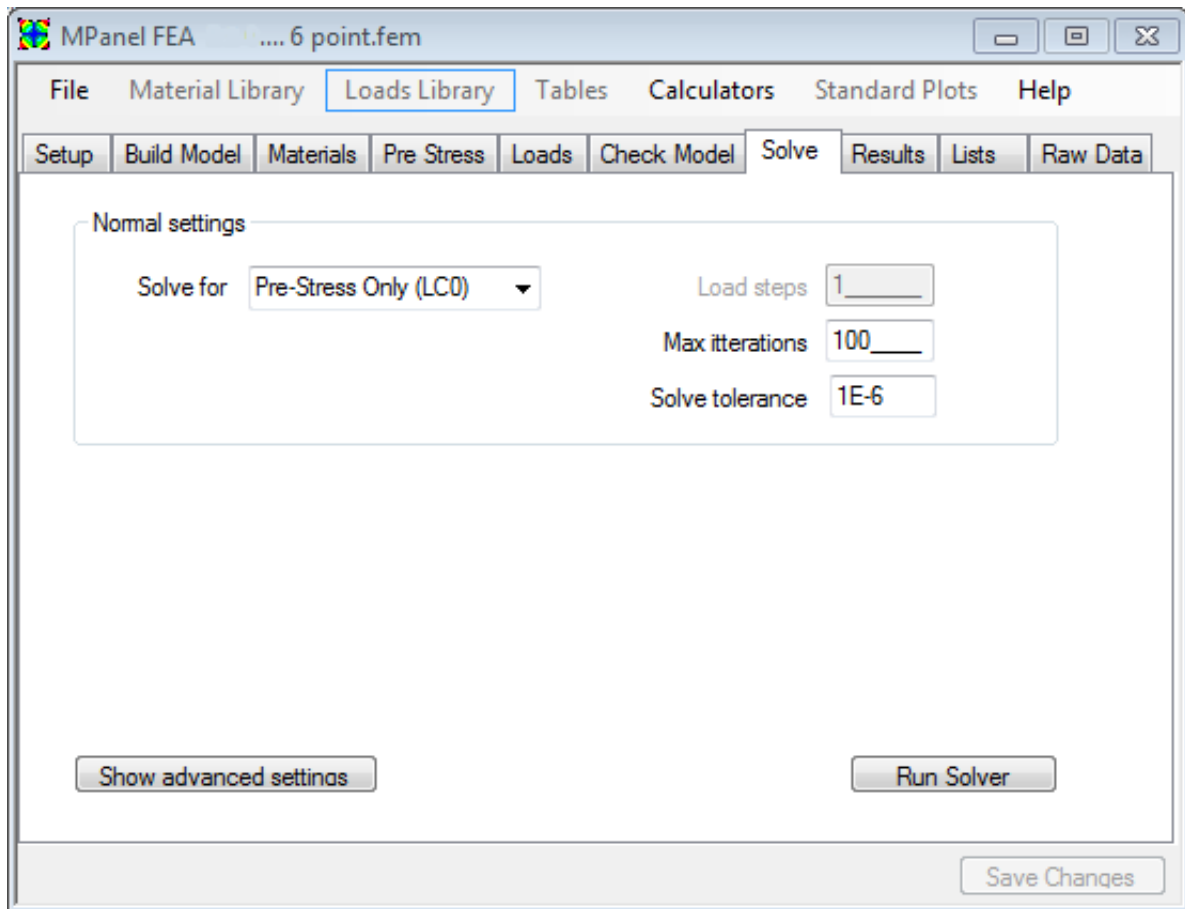 MPanel FEA .... 6 point.fem
File Material Library Loads Library Tables Calculators Standard Plots Help
Setup Build Model Materials Pre Stress Loads Check Model Solve Results Lists Raw Data
Normal settings
Solve for Pre-Stress Only (LC0) Load steps 1______
Max itterations 100____
Solve tolerance 1E-6
Show advanced settings Run Solver
Save Changes